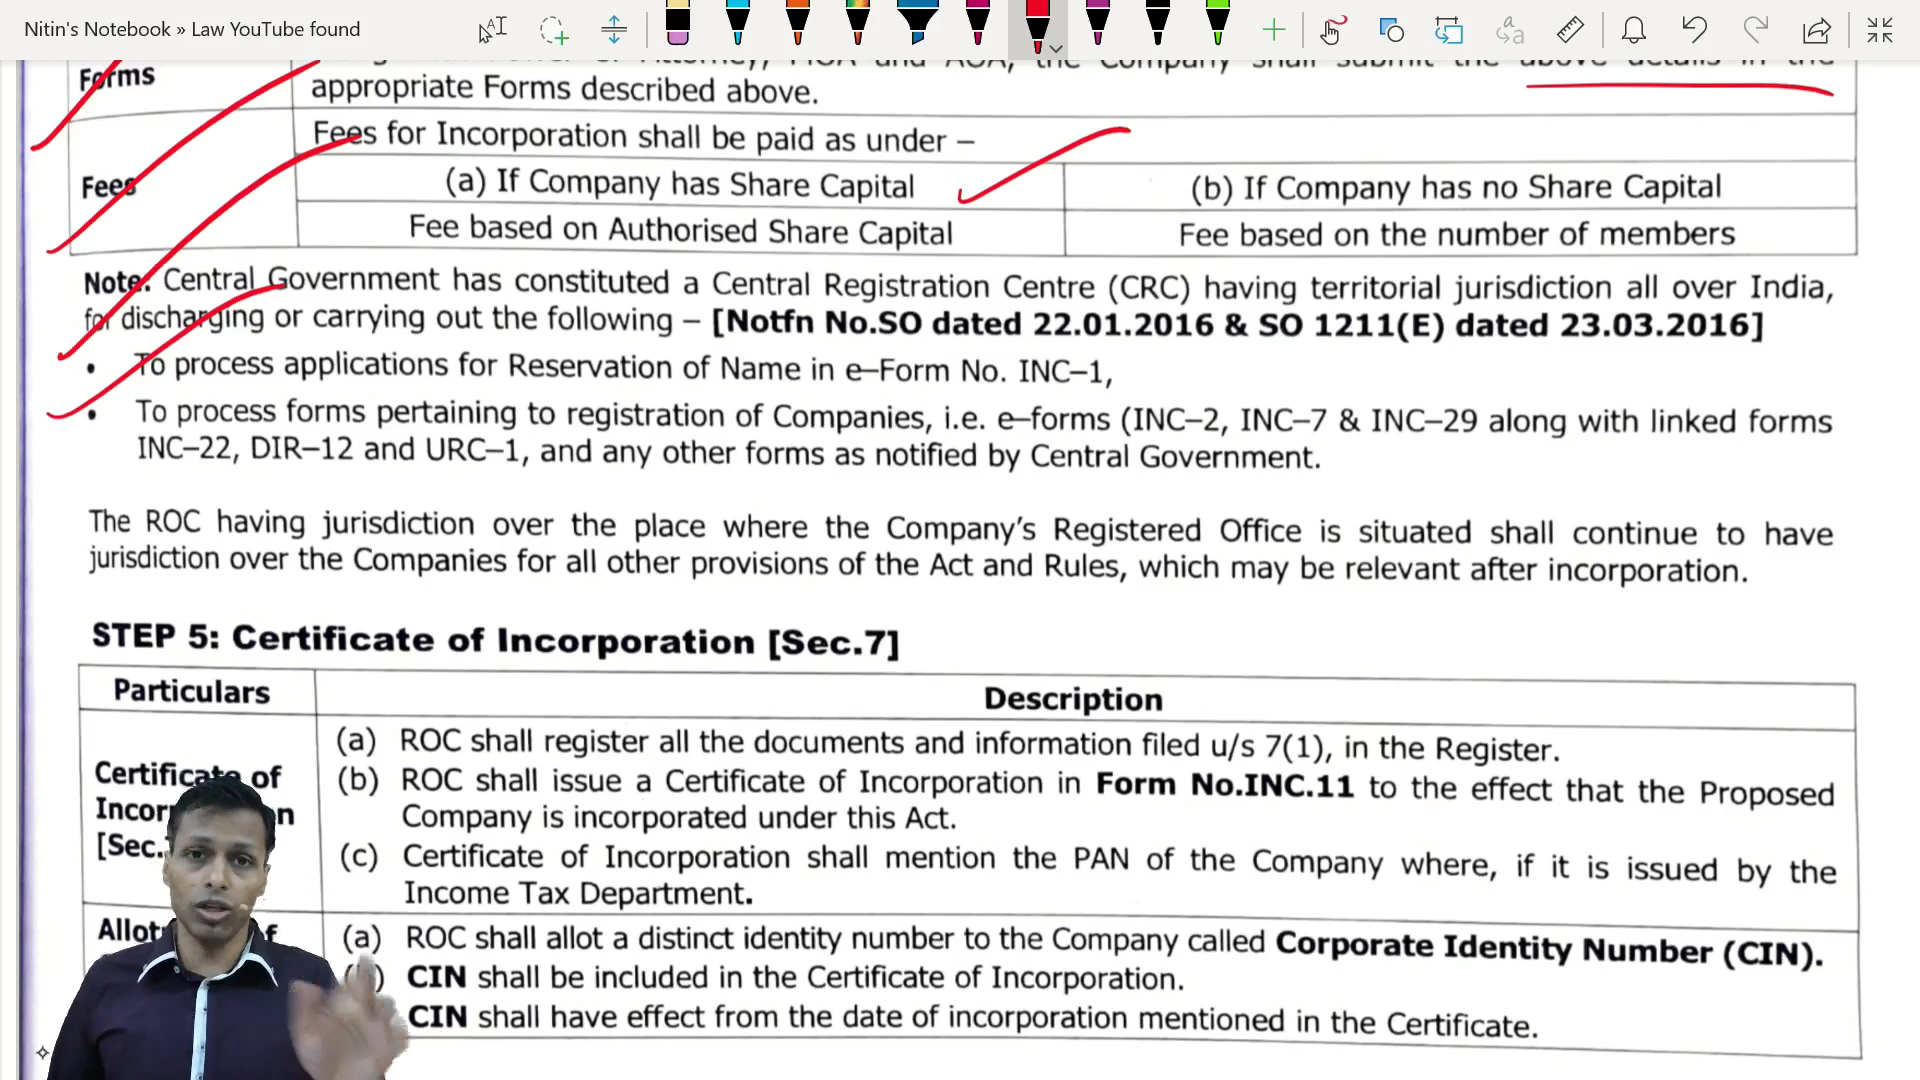 Nitin's Notebook » Law YouTube found
Forms
Attorney, MOA and AOA, the Company shall submit the above details in the
appropriate Forms described above.
Fees for Incorporation shall be paid as under –
Fees
(a) If Company has Share Capital
(b) If Company has no Share Capital
Fee based on Authorised Share Capital
Fee based on the number of members
Note: Central Government has constituted a Central Registration Centre (CRC) having territorial jurisdiction all over India,
for discharging or carrying out the following – [Notfn No.SO dated 22.01.2016 & SO 1211(E) dated 23.03.2016]
• To process applications for Reservation of Name in e–Form No. INC–1,
• To process forms pertaining to registration of Companies, i.e. e–forms (INC–2, INC–7 & INC–29 along with linked forms
INC–22, DIR–12 and URC–1, and any other forms as notified by Central Government.
The ROC having jurisdiction over the place where the Company's Registered Office is situated shall continue to have
jurisdiction over the Companies for all other provisions of the Act and Rules, which may be relevant after incorporation.
STEP 5: Certificate of Incorporation [Sec.7]
Particulars
Description
Certificate of
[Sec.
(a) ROC shall register all the documents and information filed u/s 7(1), in the Register.
(b) ROC shall issue a Certificate of Incorporation in Form No.INC.11 to the effect that the Proposed
Company is incorporated under this Act.
(c) Certificate of Incorporation shall mention the PAN of the Company where, if it is issued by the
Income Tax Department.
(a) ROC shall allot a distinct identity number to the Company called Corporate Identity Number (CIN).
CIN shall be included in the Certificate of Incorporation.
CIN shall have effect from the date of incorporation mentioned in the Certificate.